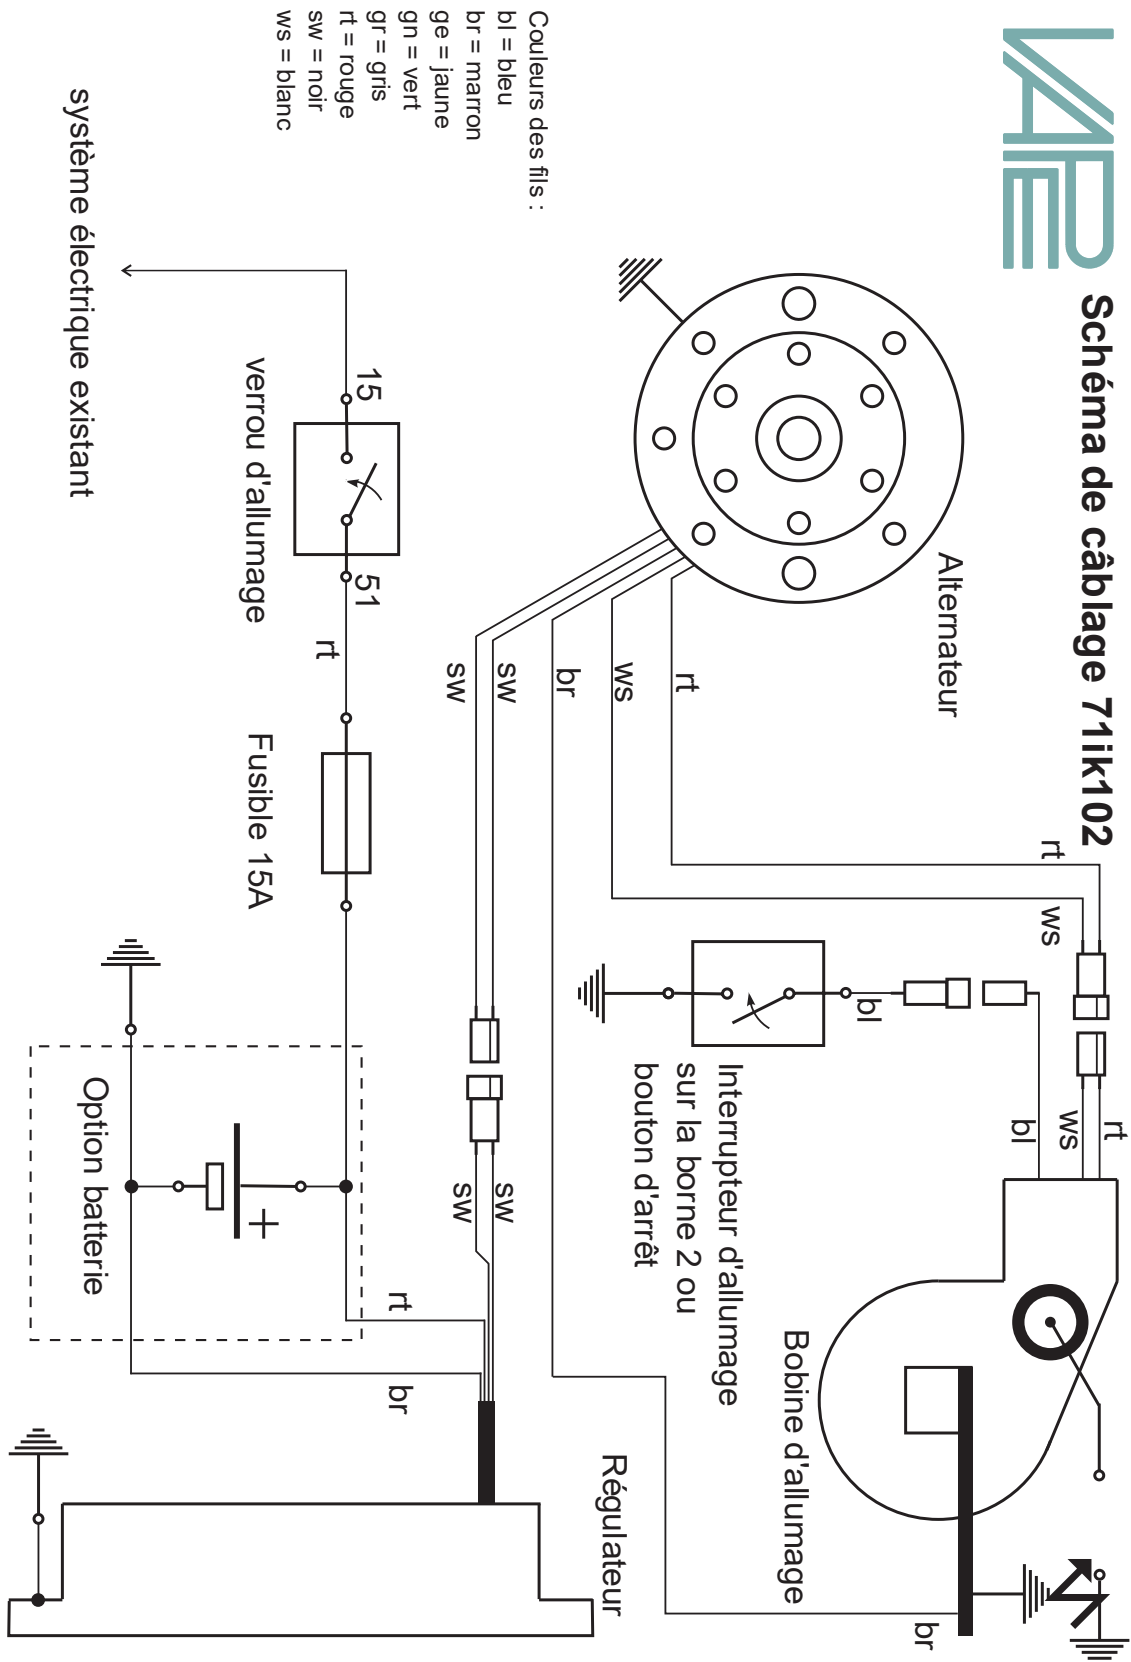 VAPE
Schéma de câblage 71ik102
Alternateur
rt
ws
br
sw
sw
rt
ws
rt
ws
bl
bl
Interrupteur d'allumage
sur la borne 2 ou
bouton d'arrêt
Bobine d'allumage
br
Couleurs des fils :
bl = bleu
br = marron
ge = jaune
gn = vert
gr = gris
rt = rouge
sw = noir
ws = blanc
système électrique existant
15
verrou d'allumage
51
rt
Fusible 15A
sw
sw
+
Option batterie
rt
br
Régulateur